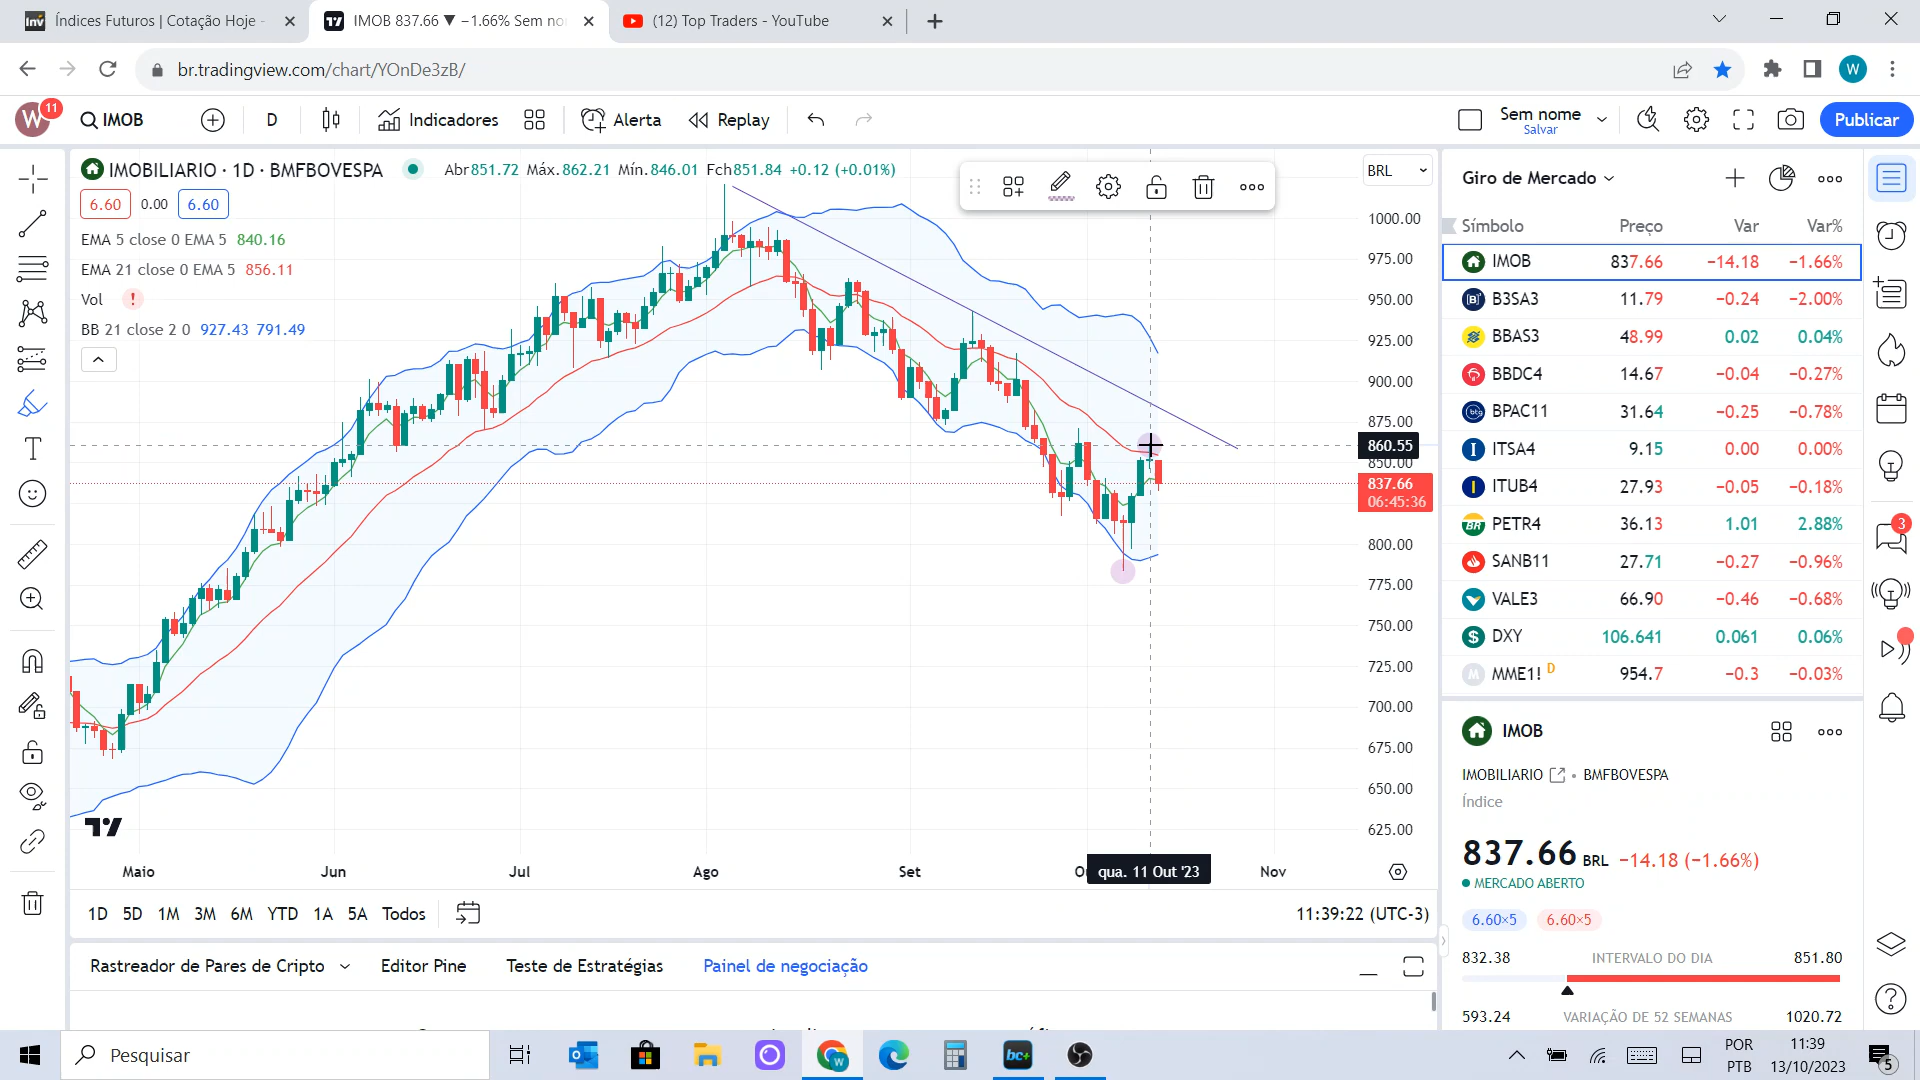 Índices Futuros | Cotação Hoje -
IMOB 837.66 ▼ −1.66% Sem no
(12) Top Traders - YouTube
br.tradingview.com/chart/YOnDe3zB/
W
W
11
IMOB
D
Indicadores
Alerta
Replay
Sem nome
Salvar
Publicar
IMOBILIARIO · 1D · BMFBOVESPA
Abr851.72 Máx.862.21 Mín.846.01 Fch851.84 +0.12 (+0.01%)
BRL
6.60 0.00 6.60
EMA 5 close 0 EMA 5 840.16
EMA 21 close 0 EMA 5 856.11
Vol !
BB 21 close 2 0 927.43 791.49
1000.00
975.00
950.00
925.00
900.00
875.00
860.55
850.00
837.66
06:45:36
800.00
775.00
750.00
725.00
700.00
675.00
650.00
625.00
Maio Jun Jul Ago Set O qua. 11 Out '23 Nov
1D 5D 1M 3M 6M YTD 1A 5A Todos
11:39:22 (UTC-3)
Rastreador de Pares de Cripto Editor Pine Teste de Estratégias Painel de negociação
Giro de Mercado
Símbolo Preço Var Var%
IMOB 837.66 −14.18 −1.66%
B3SA3 11.79 −0.24 −2.00%
BBAS3 48.99 0.02 0.04%
BBDC4 14.67 −0.04 −0.27%
BPAC11 31.64 −0.25 −0.78%
ITSA4 9.15 0.00 0.00%
ITUB4 27.93 −0.05 −0.18%
PETR4 36.13 1.01 2.88%
SANB11 27.71 −0.27 −0.96%
VALE3 66.90 −0.46 −0.68%
DXY 106.641 0.061 0.06%
MME1! D 954.7 −0.3 −0.03%
IMOB
IMOBILIARIO • BMFBOVESPA
Índice
837.66 BRL −14.18 (−1.66%)
MERCADO ABERTO
6.60×5 6.60×5
832.38 INTERVALO DO DIA 851.80
593.24 VARIAÇÃO DE 52 SEMANAS 1020.72
3
Pesquisar
bc+
POR
PTB
11:39
13/10/2023
5